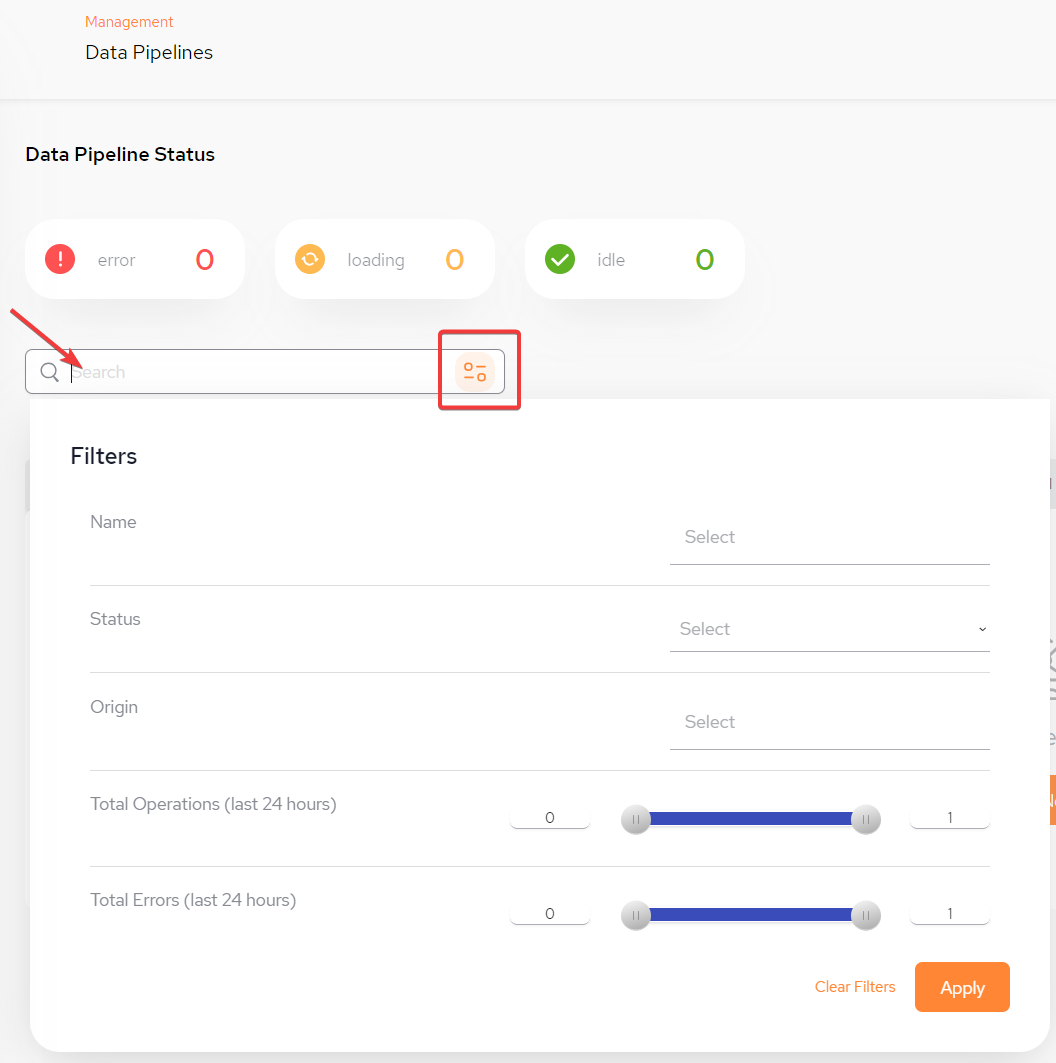 Management
Data Pipelines
Data Pipeline Status
error 0
loading 0
idle 0
Search
Filters
Name
Select
Status
Select
Origin
Select
Total Operations (last 24 hours)
0
1
Total Errors (last 24 hours)
0
1
Clear Filters
Apply